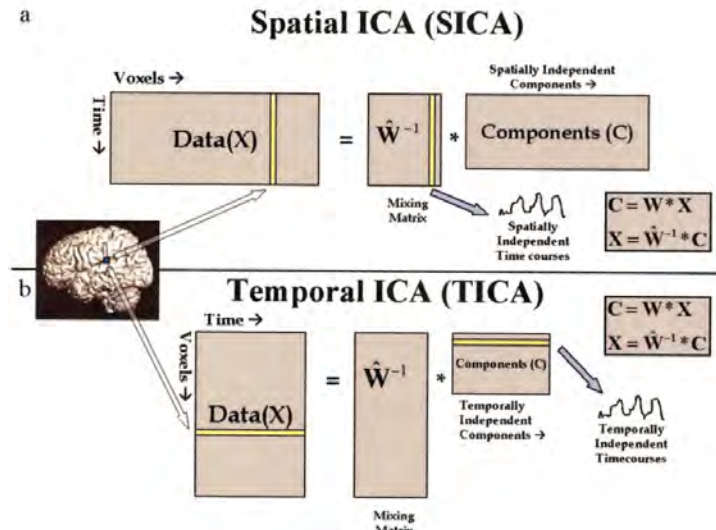 a
Spatial ICA (SICA)
Voxels →
Time →
Data(X)
=
Ŵ⁻¹
*
Spatially Independent
Components →
Components (C)
Mixing
Matrix
Spatially
Independent
Time courses
C = W * X
X = Ŵ⁻¹ * C
b
Temporal ICA (TICA)
Time →
Voxels →
Data(X)
=
Ŵ⁻¹
*
Components (C)
Temporally
Independent
Components →
Temporally
Independent
Timecourses
C = W * X
X = Ŵ⁻¹ * C
Mixing
Matrix